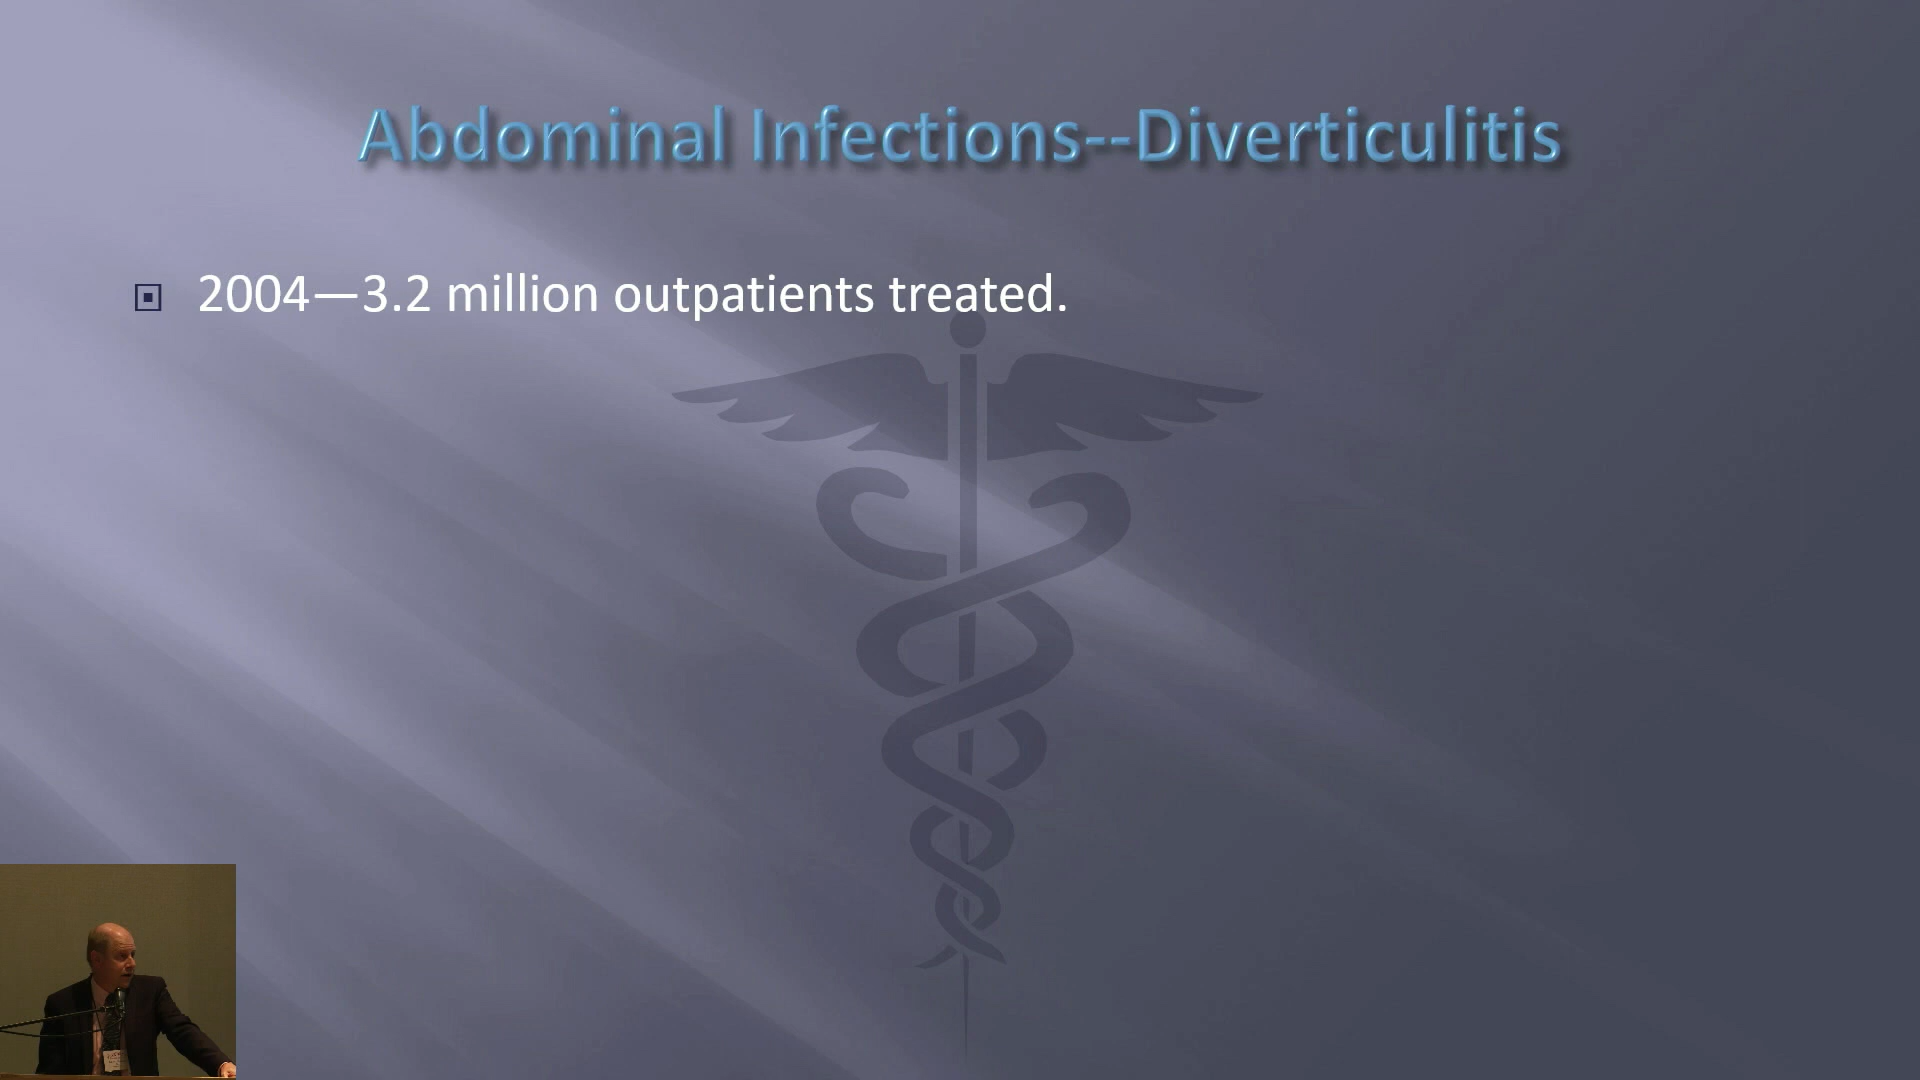 Abdominal Infections--Diverticulitis
2004—3.2 million outpatients treated.